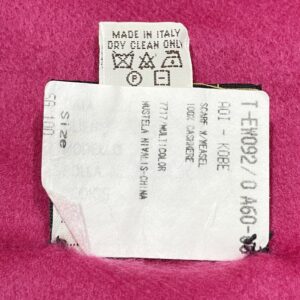 MADE IN ITALY
DRY CLEAN ONLY
P
T-EW092/0 A60-
A01 - KOBE
SCARF W/WEASEL
100% CASHMERE
7717/MULTICOLOR
MUSTELA NIVALIS-CHINA
Size